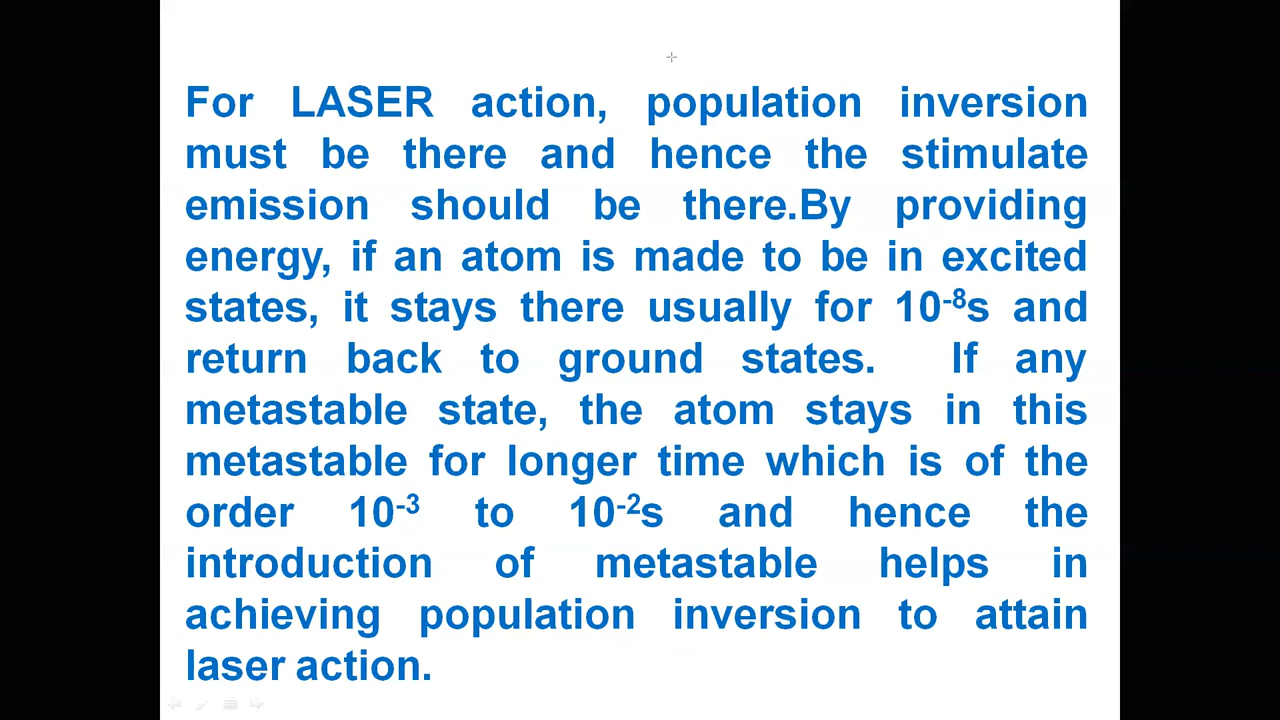 For LASER action, population inversion
must be there and hence the stimulate
emission should be there.By providing
energy, if an atom is made to be in excited
states, it stays there usually for 10⁻⁸s and
return back to ground states. If any
metastable state, the atom stays in this
metastable for longer time which is of the
order 10⁻³ to 10⁻²s and hence the
introduction of metastable helps in
achieving population inversion to attain
laser action.